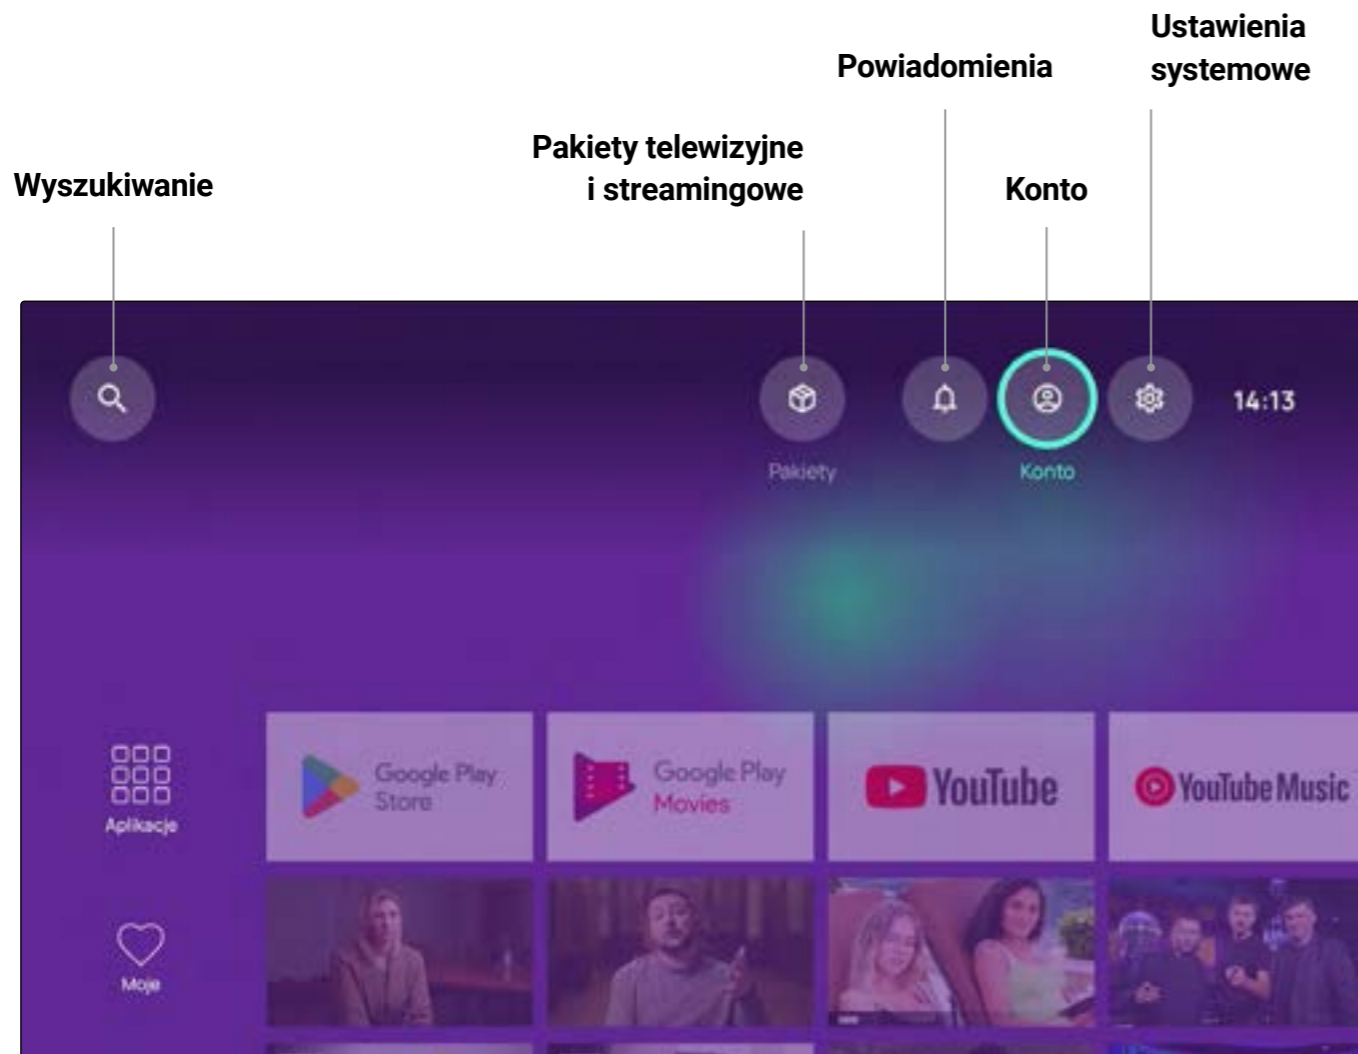 Ustawienia
systemowe
Powiadomienia
Pakiety telewizyjne
i streamingowe
Wyszukiwanie
Konto
14:13
Pakiety
Konto
Google Play
Store
Google Play
Movies
YouTube
YouTube Music
Aplikacje
Moje